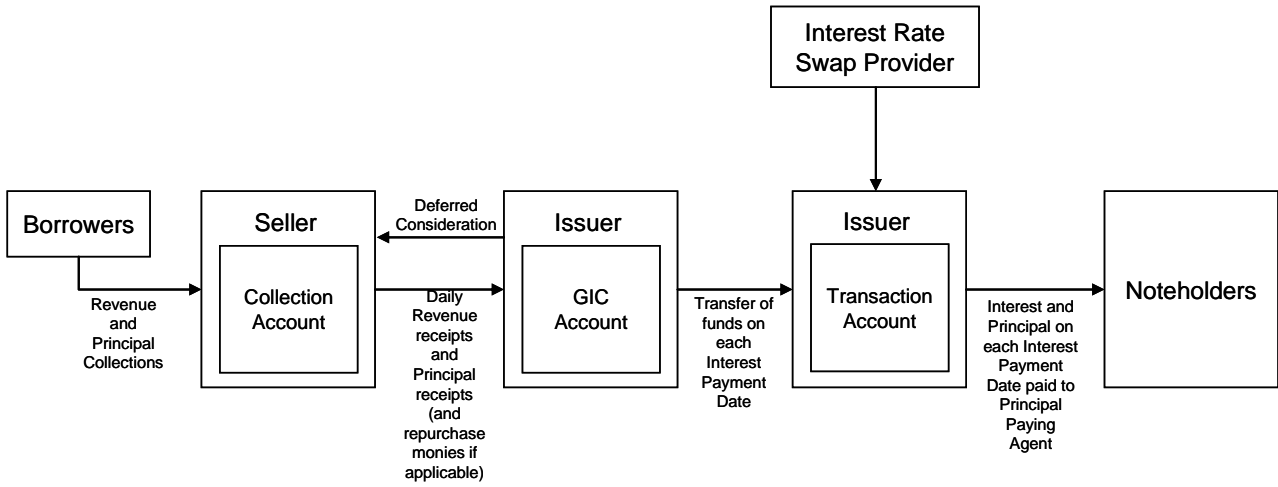 Interest Rate
Swap Provider
Borrowers
Revenue
and
Principal
Collections
Seller
Collection
Account
Deferred
Consideration
Daily
Revenue
receipts
and
Principal
receipts
(and
repurchase
monies if
applicable)
Issuer
GIC
Account
Transfer of
funds on
each
Interest
Payment
Date
Issuer
Transaction
Account
Interest and
Principal on
each Interest
Payment
Date paid to
Principal
Paying
Agent
Noteholders